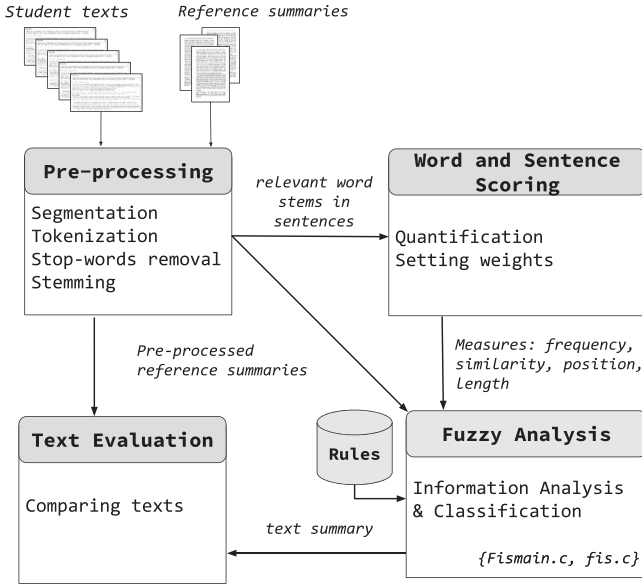 Student texts
Reference summaries
Pre-processing
Segmentation
Tokenization
Stop-words removal
Stemming
relevant word
stems in
sentences
Word and Sentence
Scoring
Quantification
Setting weights
Pre-processed
reference summaries
Measures: frequency,
similarity, position,
length
Text Evaluation
Comparing texts
Rules
Fuzzy Analysis
Information Analysis
& Classification
{Fismain.c, fis.c}
text summary